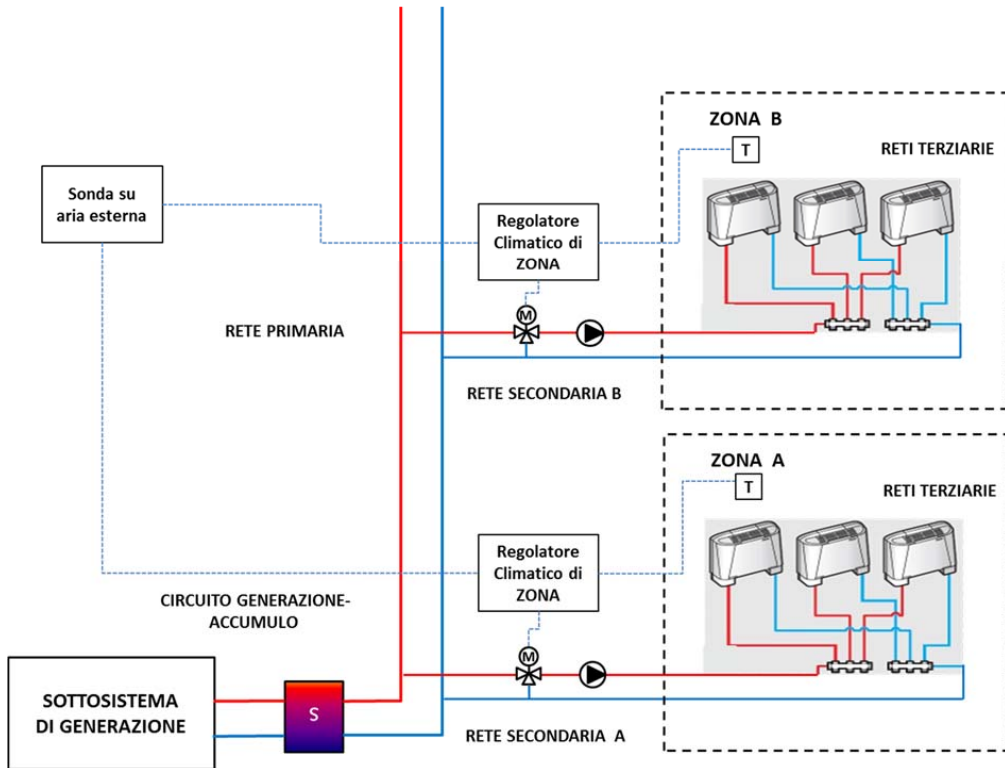 ZONA B
T
RETI TERZIARIE
Sonda su
aria esterna
Regolatore
Climatico di
ZONA
M
RETE PRIMARIA
RETE SECONDARIA B
ZONA A
T
RETI TERZIARIE
Regolatore
Climatico di
ZONA
CIRCUITO GENERAZIONE-
ACCUMULO
M
SOTTOSISTEMA
DI GENERAZIONE
S
RETE SECONDARIA A